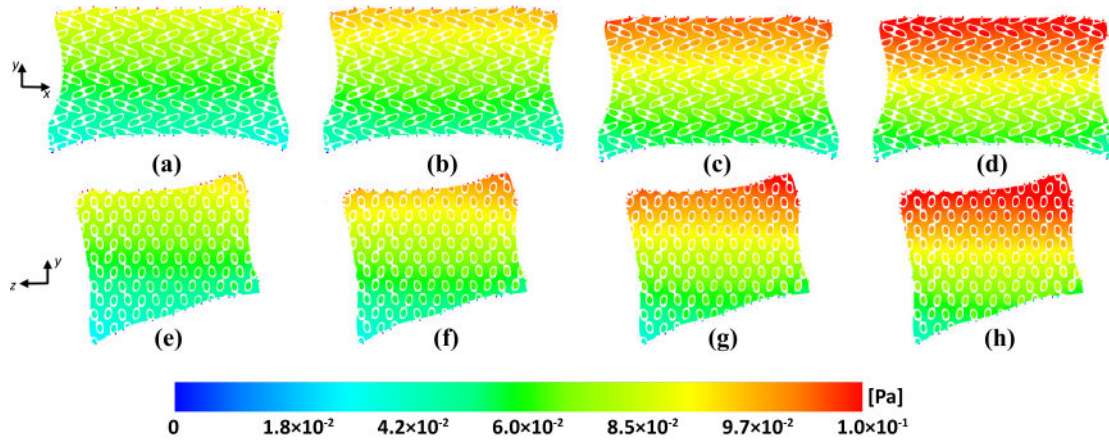 y
x
(a) (b) (c) (d)
y
z
(e) (f) (g) (h)
[Pa]
0 1.8×10⁻² 4.2×10⁻² 6.0×10⁻² 8.5×10⁻² 9.7×10⁻² 1.0×10⁻¹